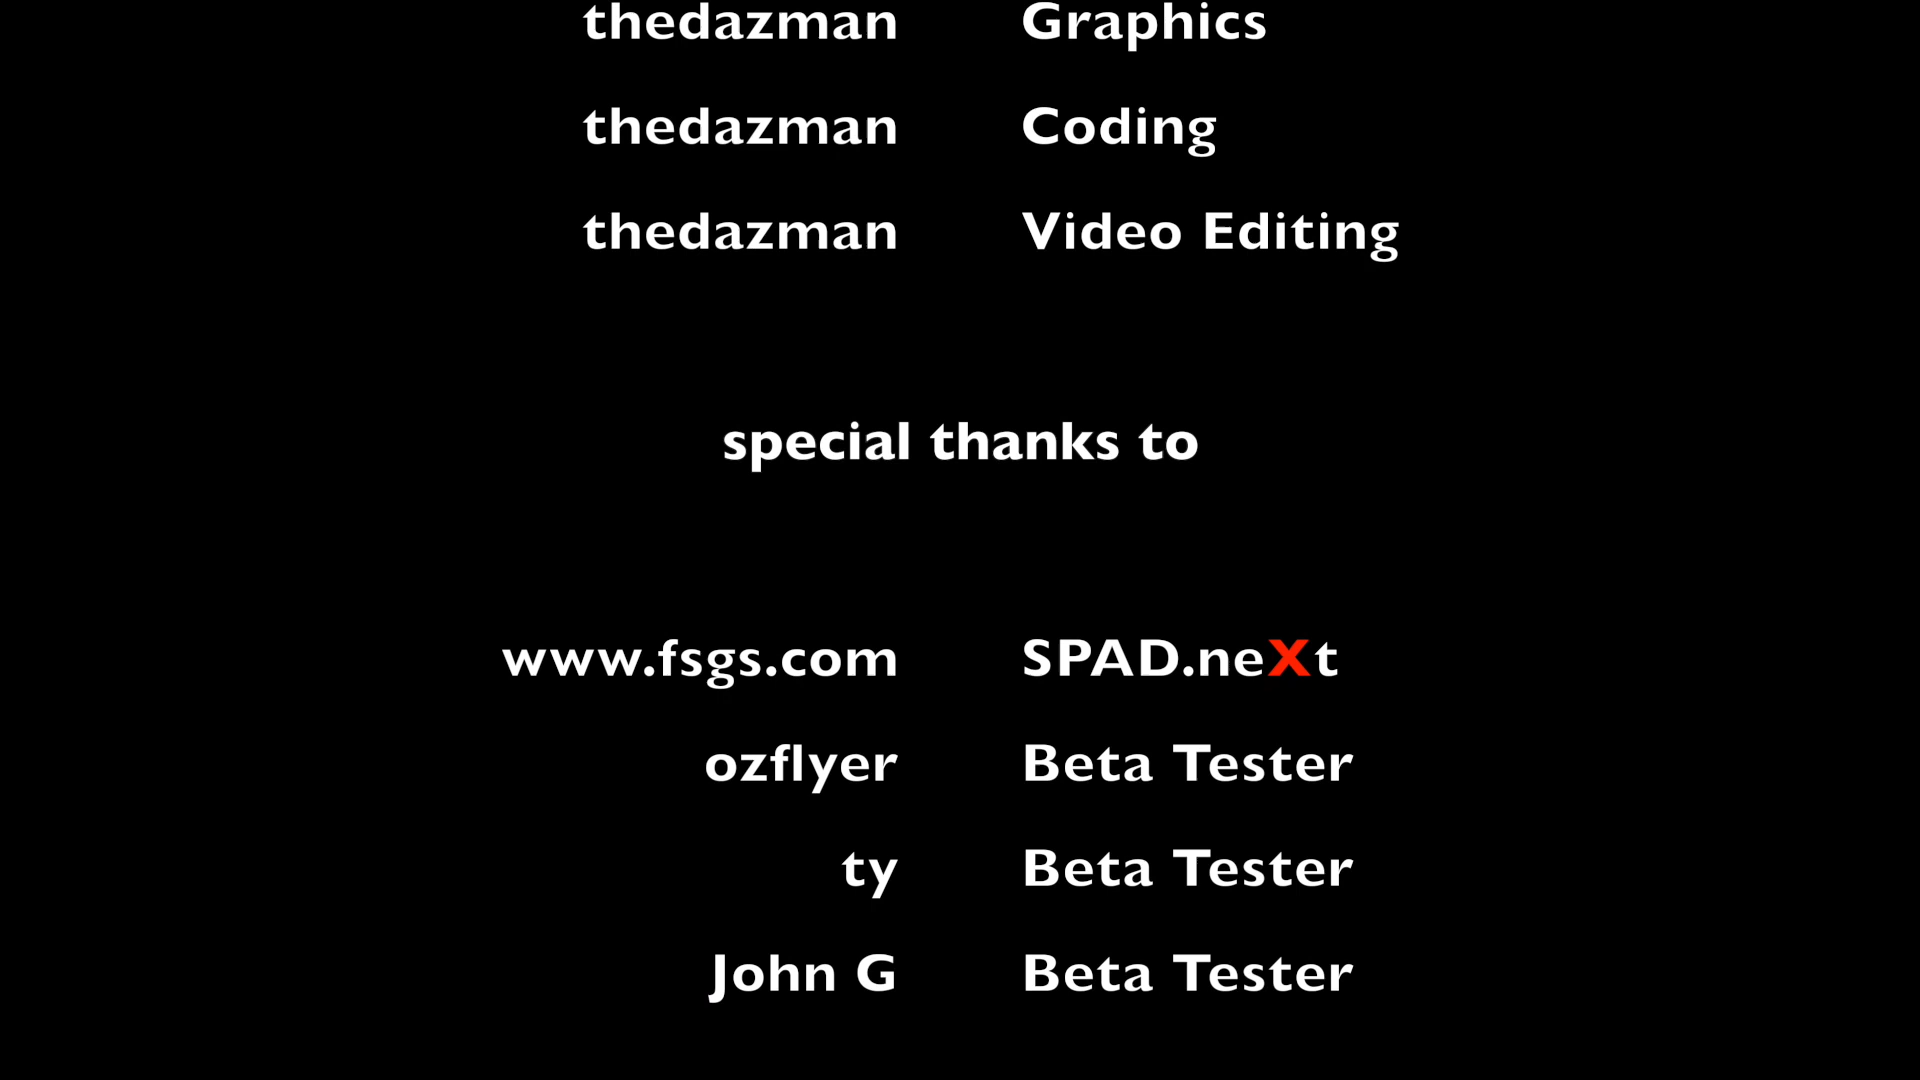 thedazman Graphics
thedazman Coding
thedazman Video Editing
special thanks to
www.fsgs.com SPAD.neXt
ozflyer Beta Tester
ty Beta Tester
John G Beta Tester